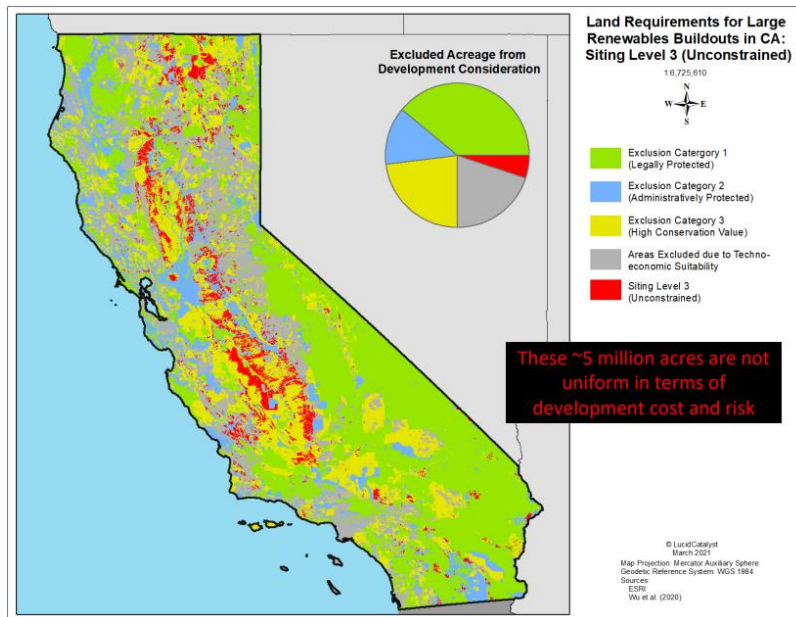 Land Requirements for Large
Renewables Buildouts in CA:
Siting Level 3 (Unconstrained)
1:6,725,610
N
W E
S
Excluded Acreage from
Development Consideration
Exclusion Catergory 1
(Legally Protected)
Exclusion Catergory 2
(Administratively Protected)
Exclusion Catergory 3
(High Conservation Value)
Areas Excluded due to Techno-
economic Suitability
Siting Level 3
(Unconstrained)
These ~5 million acres are not
uniform in terms of
development cost and risk
© LucidCatalyst
March 2021
Map Projection: Mercator Auxiliary Sphere
Geodetic Reference System: WGS 1984
Sources:
ESRI
Wu et al. (2020)